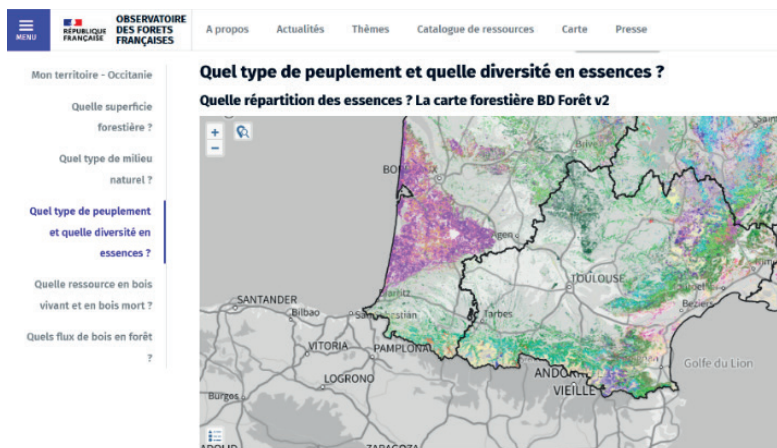 MENU
RÉPUBLIQUE
FRANÇAISE
OBSERVATOIRE
DES FORETS
FRANÇAISES
A propos Actualités Thèmes Catalogue de ressources Carte Presse
Mon territoire - Occitanie
Quelle superficie
forestière ?
Quel type de milieu
naturel ?
Quel type de peuplement
et quelle diversité en
essences ?
Quelle ressource en bois
vivant et en bois mort ?
Quels flux de bois en forêt
?
Quel type de peuplement et quelle diversité en essences ?
Quelle répartition des essences ? La carte forestière BD Forêt v2
+
−
TOULOUSE
Biarritz
SANTANDER
Bilbao
Tarbes
Beziers
VITORIA
PAMPLONA
Golfe du Lion
LOGRONO
VIEILLE
Burgos
ZARAGOZA